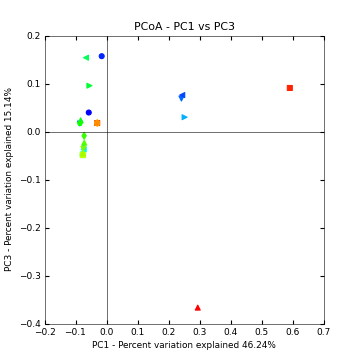 PCoA - PC1 vs PC3
0.2
0.1
0.0
−0.1
−0.2
−0.3
−0.4
PC3 - Percent variation explained 15.14%
−0.2 −0.1 0.0 0.1 0.2 0.3 0.4 0.5 0.6 0.7
PC1 - Percent variation explained 46.24%